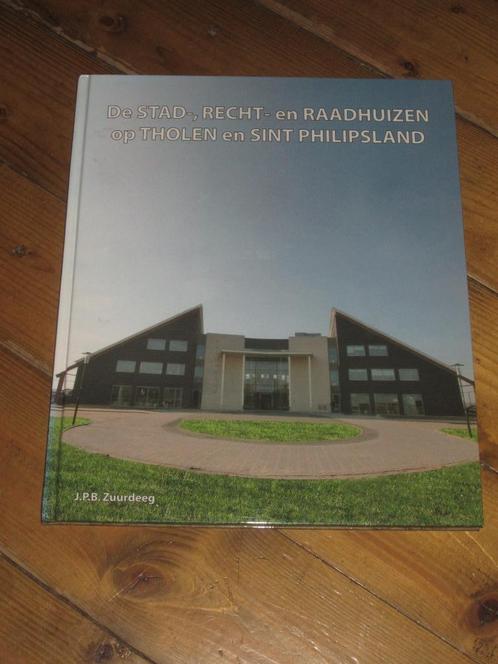 De STAD-, RECHT- en RAADHUIZEN
op THOLEN en SINT PHILIPSLAND
J.P.B. Zuurdeeg